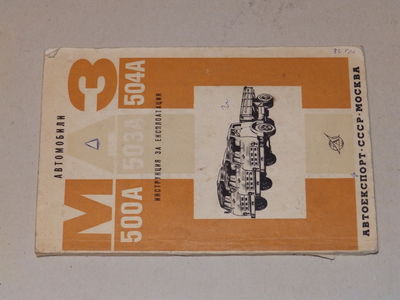 АВТОМОБИЛИ
МАЗ
500А 503А 504А
ИНСТРУКЦИЯ ЗА ЕКСПЛОАТАЦИЯ
АВТОЕКСПОРТ·СССР·МОСКВА